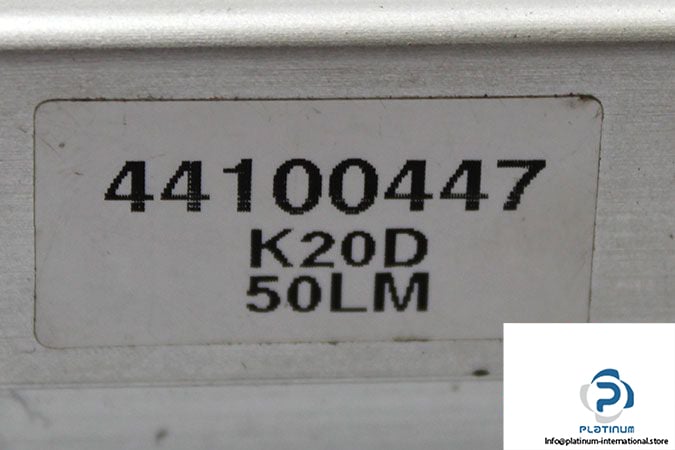 44100447
K20D
50LM
PLATINUM
Info@platinum-international.store